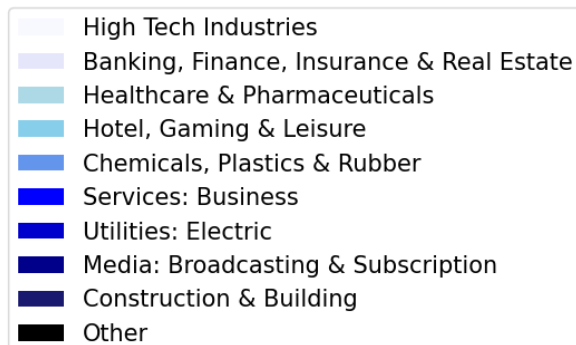 High Tech Industries
Banking, Finance, Insurance & Real Estate
Healthcare & Pharmaceuticals
Hotel, Gaming & Leisure
Chemicals, Plastics & Rubber
Services: Business
Utilities: Electric
Media: Broadcasting & Subscription
Construction & Building
Other